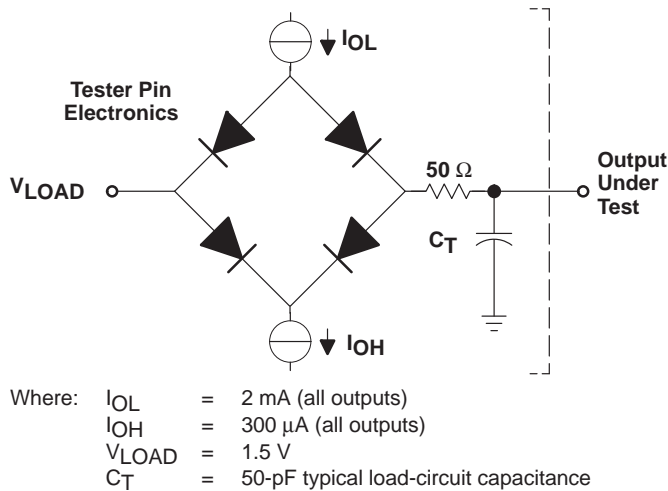 IOL
Tester Pin
Electronics
VLOAD
50 Ω
Output
Under
Test
CT
IOH
Where: IOL = 2 mA (all outputs)
IOH = 300 μA (all outputs)
VLOAD = 1.5 V
CT = 50-pF typical load-circuit capacitance